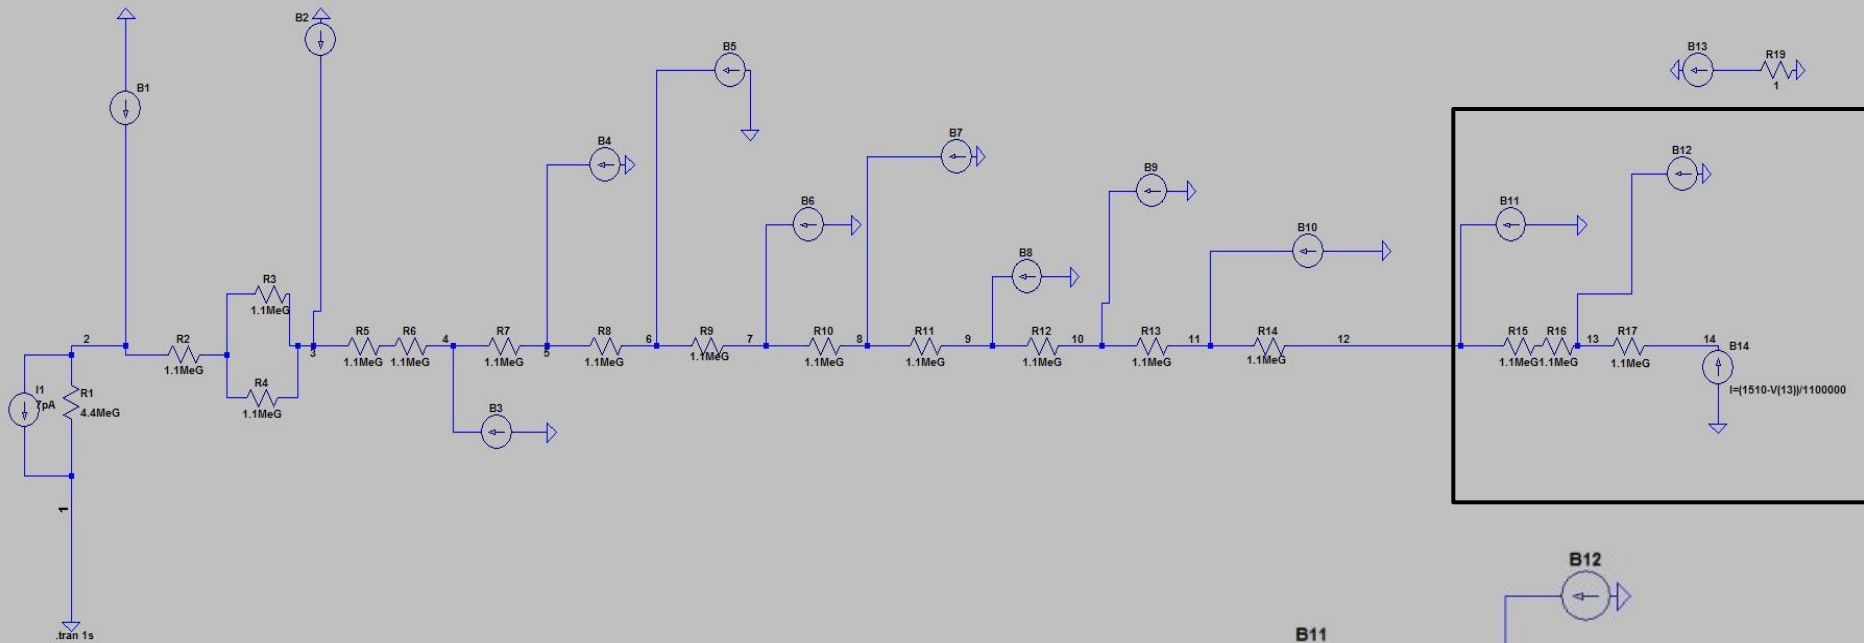 B2
B5
B13
R19
1
B1
B7
B4
B12
B9
B6
B11
B10
B8
R3
1.1MeG
2
R2
1.1MeG
3
R5
1.1MeG
R6
1.1MeG
4
R7
1.1MeG
5
R8
1.1MeG
6
R9
1.1MeG
7
R10
1.1MeG
8
R11
1.1MeG
9
R12
1.1MeG
10
R13
1.1MeG
11
R14
1.1MeG
12
R15
1.1MeG
R16
1.1MeG
13
R17
1.1MeG
14
B14
I=(1510-V(13))/1100000
I1
7pA
R1
4.4MeG
R4
1.1MeG
B3
1
.tran 1s
B12
B11